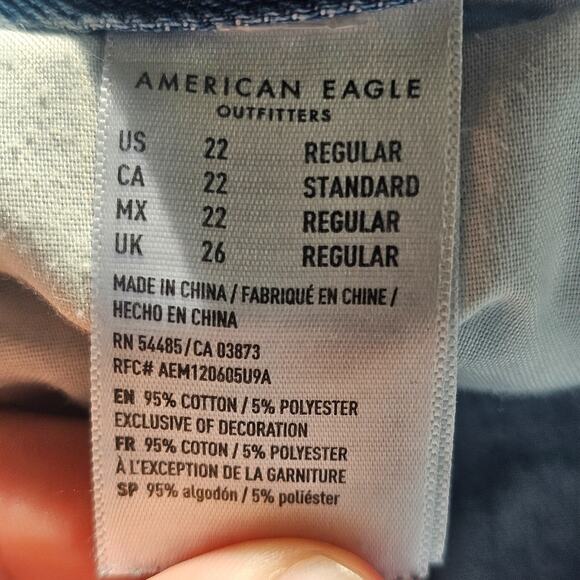 AMERICAN EAGLE
OUTFITTERS
US 22 REGULAR
CA 22 STANDARD
MX 22 REGULAR
UK 26 REGULAR
MADE IN CHINA / FABRIQUÉ EN CHINE /
HECHO EN CHINA
RN 54485 / CA 03873
RFC# AEM120605U9A
EN 95% COTTON / 5% POLYESTER
EXCLUSIVE OF DECORATION
FR 95% COTON / 5% POLYESTER
À L'EXCEPTION DE LA GARNITURE
SP 95% algodón / 5% poliéster